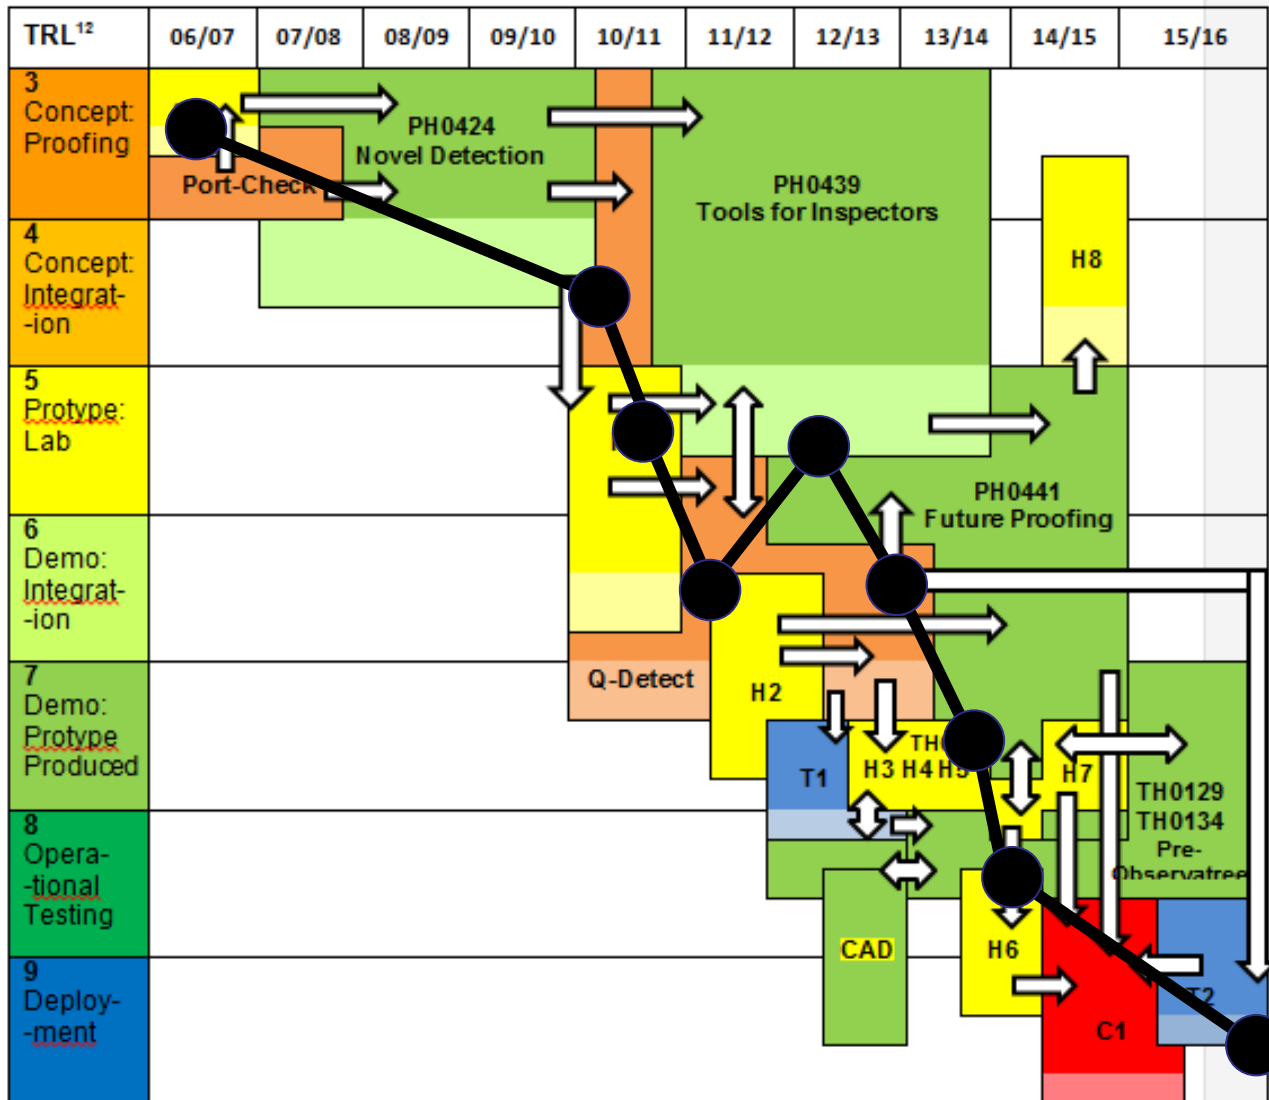 TRL12 06/07 07/08 08/09 09/10 10/11 11/12 12/13 13/14 14/15 15/16
3
Concept:
Proofing
PH0424
Novel Detection
Port-Check
PH0439
Tools for Inspectors
4
Concept:
Integrat-
-ion
H8
5
Protype:
Lab
PH0441
Future Proofing
6
Demo:
Integrat-
-ion
7
Demo:
Protype
Produced
Q-Detect
H2
T1
H3 H4 H5
H7
TH0129
TH0134
Pre-
Observatree
8
Opera-
-tional
Testing
CAD
H6
9
Deploy-
-ment
T2
C1